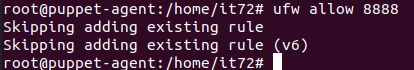 root@puppet-agent:/home/it72# ufw allow 8888
Skipping adding existing rule
Skipping adding existing rule (v6)
root@puppet-agent:/home/it72#